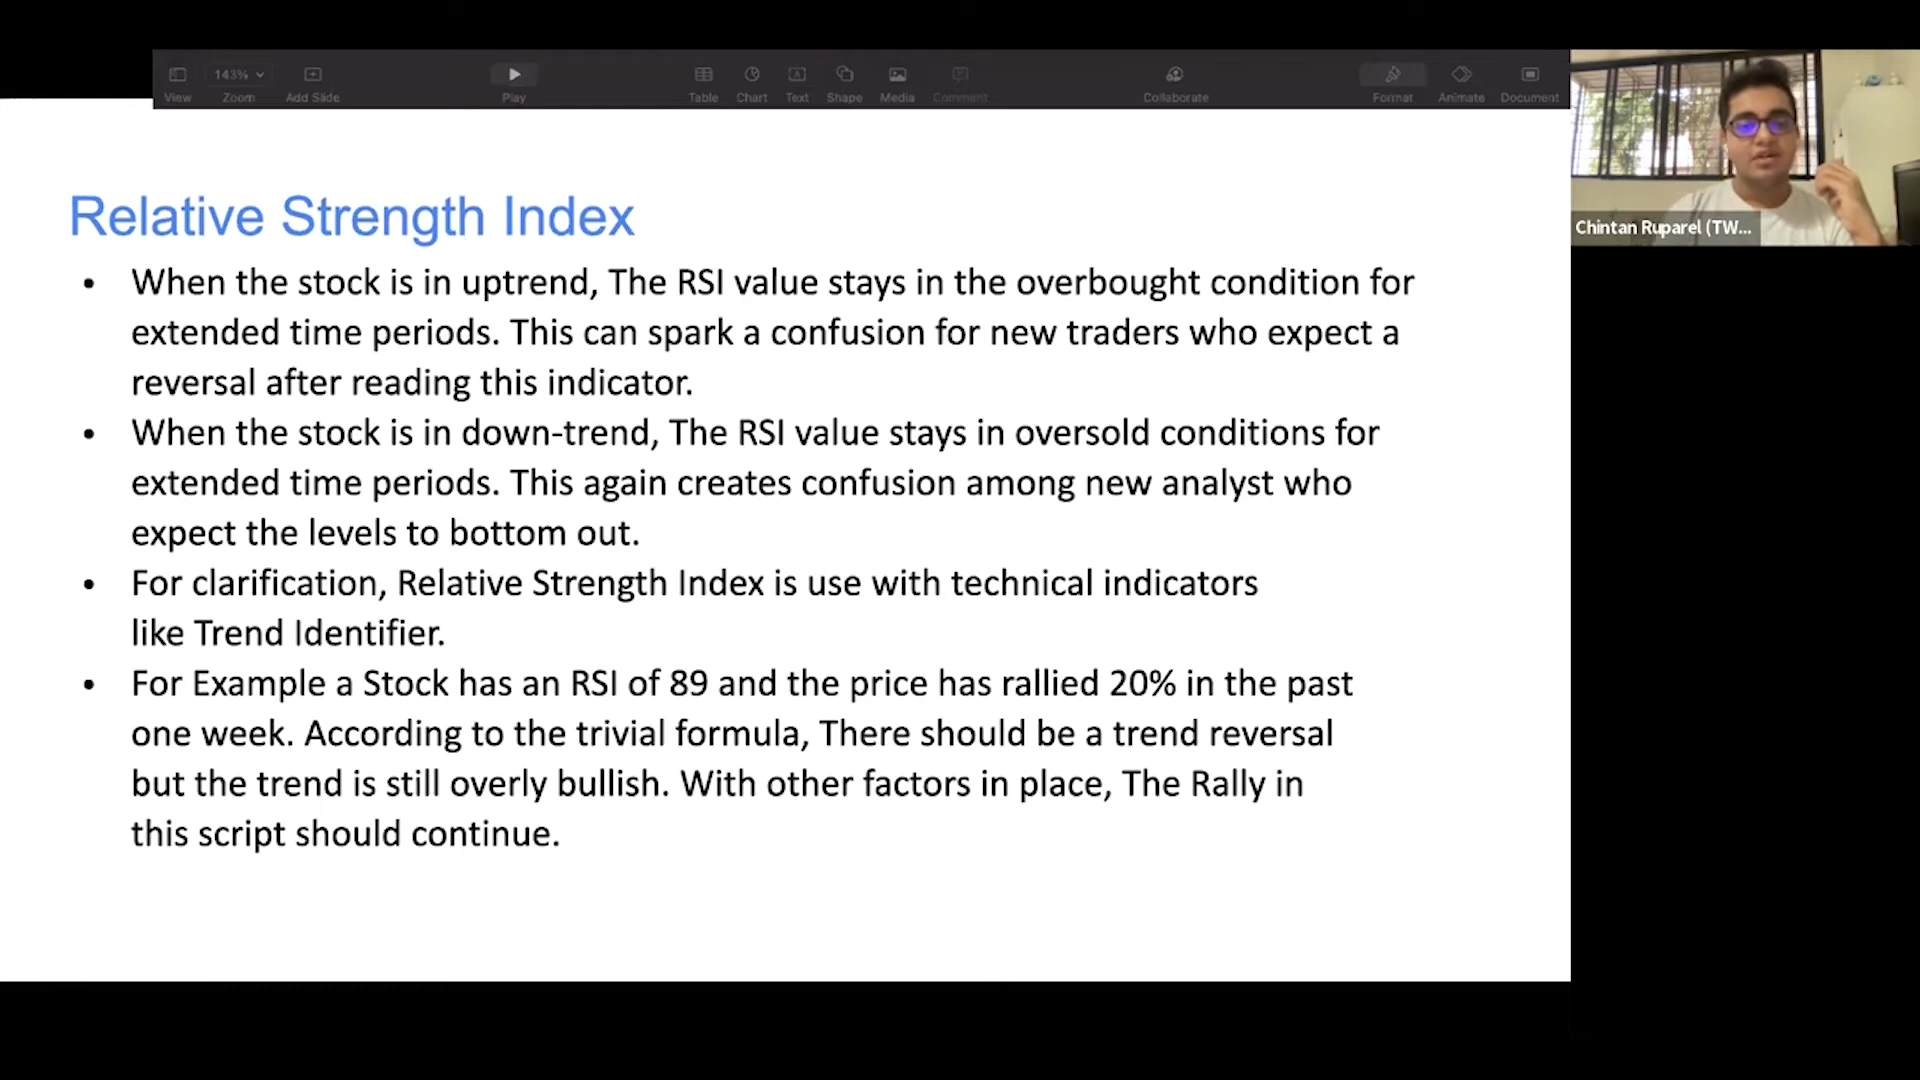 143%
View
Zoom
Add Slide
Play
Table
Chart
Text
Shape
Media
Comment
Collaborate
Format
Animate
Document
Chintan Ruparel (TW...
Relative Strength Index
• When the stock is in uptrend, The RSI value stays in the overbought condition for
extended time periods. This can spark a confusion for new traders who expect a
reversal after reading this indicator.
• When the stock is in down-trend, The RSI value stays in oversold conditions for
extended time periods. This again creates confusion among new analyst who
expect the levels to bottom out.
• For clarification, Relative Strength Index is use with technical indicators
like Trend Identifier.
• For Example a Stock has an RSI of 89 and the price has rallied 20% in the past
one week. According to the trivial formula, There should be a trend reversal
but the trend is still overly bullish. With other factors in place, The Rally in
this script should continue.